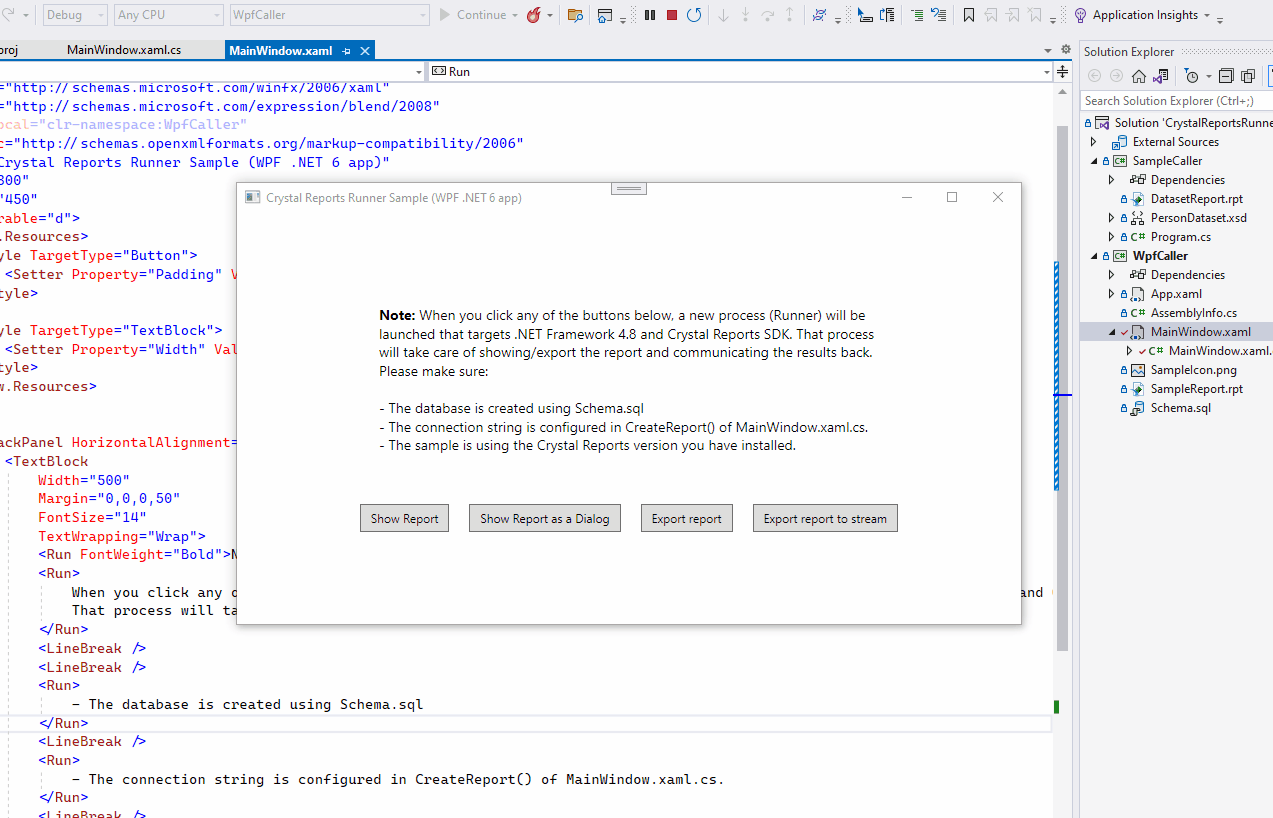 Debug
Any CPU
WpfCaller
Continue
Application Insights
roj
MainWindow.xaml.cs
MainWindow.xaml
Run
="http://schemas.microsoft.com/winfx/2006/xaml"
="http://schemas.microsoft.com/expression/blend/2008"
ocal="clr-namespace:WpfCaller"
c="http://schemas.openxmlformats.org/markup-compatibility/2006"
Crystal Reports Runner Sample (WPF .NET 6 app)"
800"
"450"
rable="d">
.Resources>
yle TargetType="Button">
<Setter Property="Padding" V
tyle>
yle TargetType="TextBlock">
<Setter Property="Width" Val
tyle>
w.Resources>
ackPanel HorizontalAlignment=
<TextBlock
Width="500"
Margin="0,0,0,50"
FontSize="14"
TextWrapping="Wrap">
<Run FontWeight="Bold">N
<Run>
When you click any o
and
That process will ta
</Run>
<LineBreak />
<LineBreak />
<Run>
- The database is created using Schema.sql
</Run>
<LineBreak />
<Run>
- The connection string is configured in CreateReport() of MainWindow.xaml.cs.
</Run>
<LineBreak />
Crystal Reports Runner Sample (WPF .NET 6 app)
Note: When you click any of the buttons below, a new process (Runner) will be
launched that targets .NET Framework 4.8 and Crystal Reports SDK. That process
will take care of showing/export the report and communicating the results back.
Please make sure:
- The database is created using Schema.sql
- The connection string is configured in CreateReport() of MainWindow.xaml.cs.
- The sample is using the Crystal Reports version you have installed.
Show Report
Show Report as a Dialog
Export report
Export report to stream
Solution Explorer
Search Solution Explorer (Ctrl+;)
Solution 'CrystalReportsRunne
External Sources
SampleCaller
Dependencies
DatasetReport.rpt
PersonDataset.xsd
C# Program.cs
WpfCaller
Dependencies
App.xaml
C# AssemblyInfo.cs
MainWindow.xaml
C# MainWindow.xaml.
SampleIcon.png
SampleReport.rpt
Schema.sql